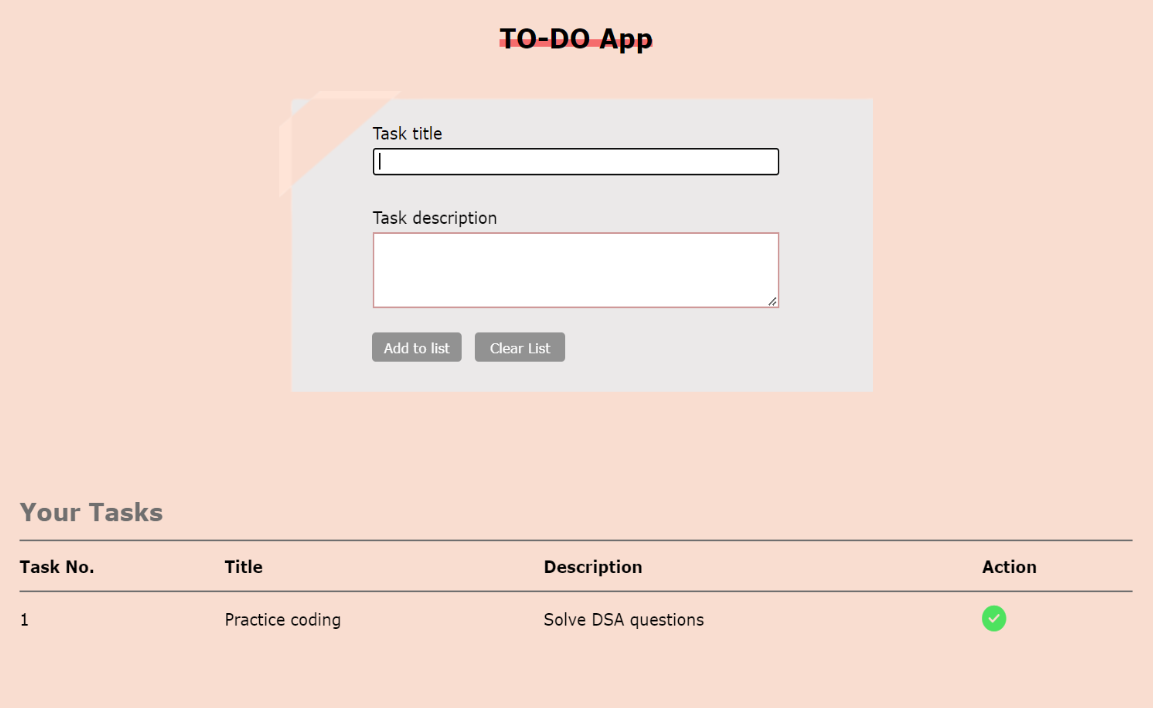 TO-DO App
Task title
Task description
Add to list Clear List
Your Tasks
Task No. Title Description Action
1 Practice coding Solve DSA questions